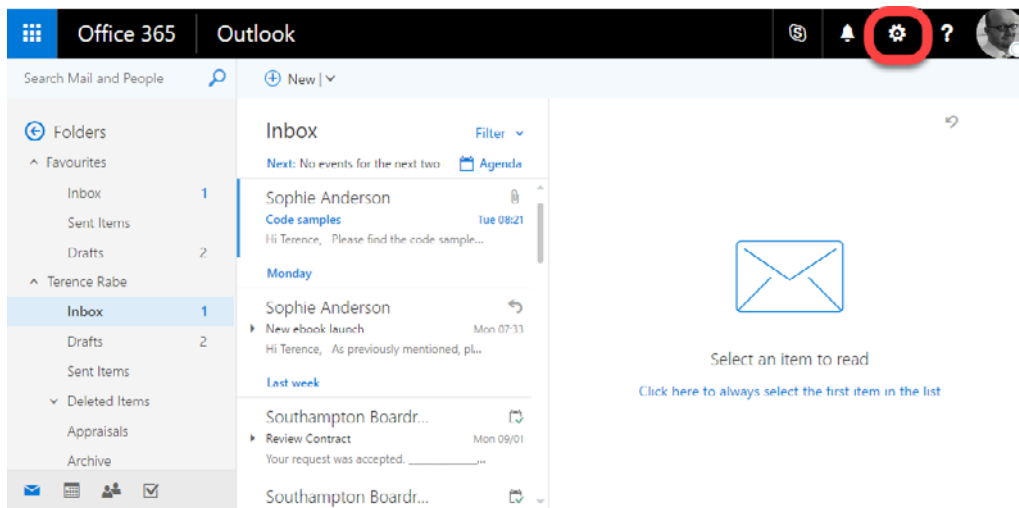 Office 365
Outlook
?
Search Mail and People
New
Folders
Favourites
Inbox 1
Sent Items
Drafts 2
Terence Rabe
Inbox 1
Drafts 2
Sent Items
Deleted Items
Appraisals
Archive
Inbox
Filter
Next: No events for the next two
Agenda
Sophie Anderson
Code samples Tue 08:21
Hi Terence, Please find the code sample...
Monday
Sophie Anderson
New ebook launch Mon 07:33
Hi Terence, As previously mentioned, pl...
Last week
Southampton Boardr...
Review Contract Mon 09/01
Your request was accepted. ____________...
Southampton Boardr...
Select an item to read
Click here to always select the first item in the list